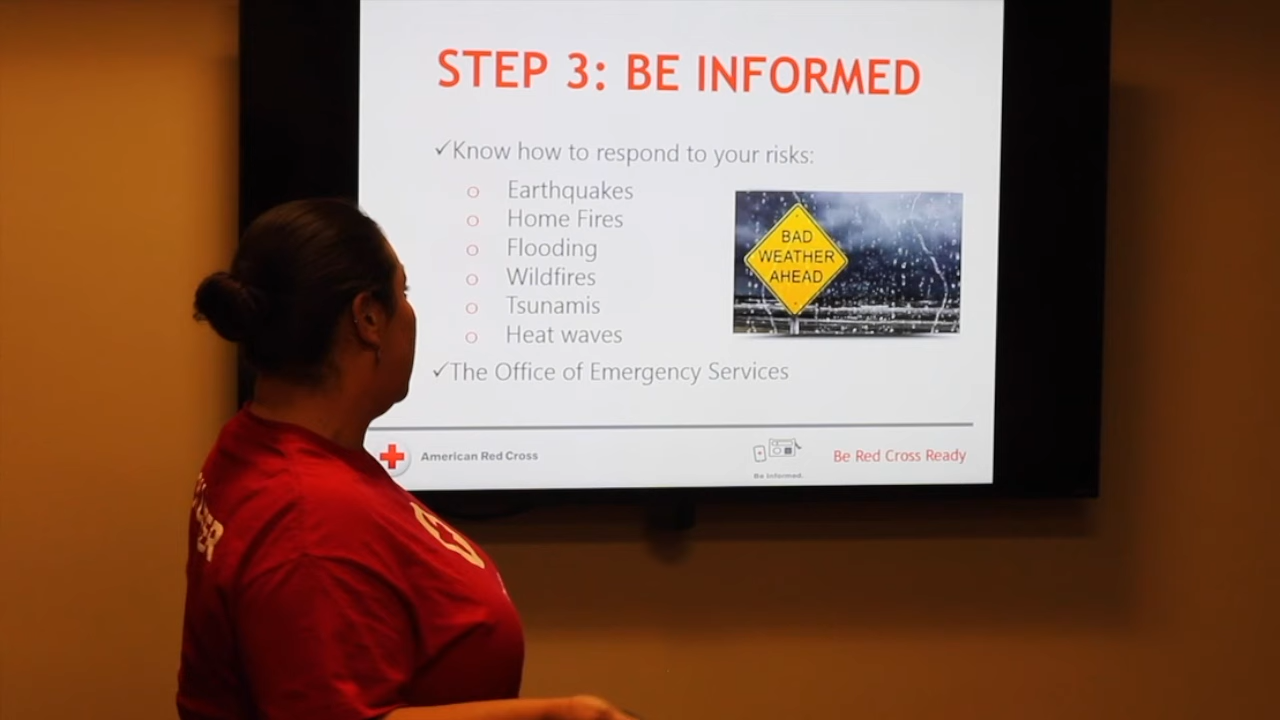 STEP 3: BE INFORMED
✓Know how to respond to your risks:
o Earthquakes
o Home Fires
o Flooding
o Wildfires
o Tsunamis
o Heat waves
BAD
WEATHER
AHEAD
✓The Office of Emergency Services
American Red Cross
Be Informed.
Be Red Cross Ready